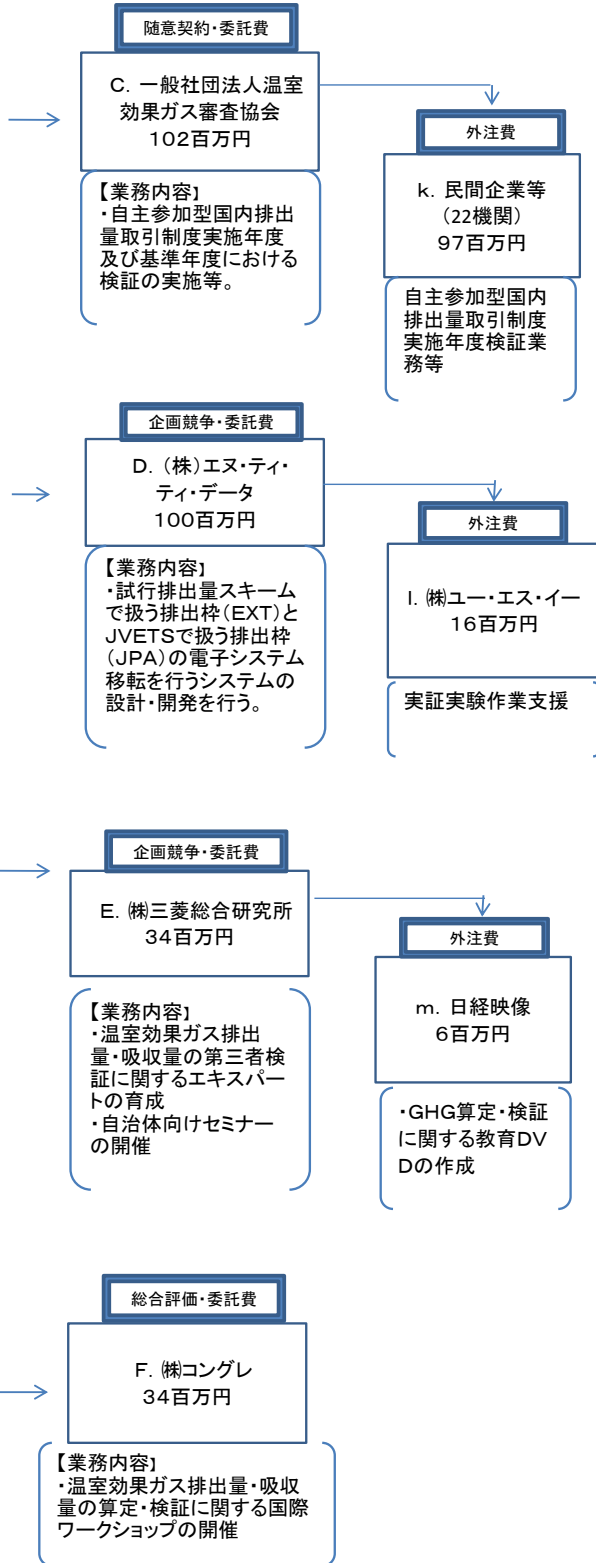 随意契約・委託費
C. 一般社団法人温室
効果ガス審査協会
102百万円
【業務内容】
・自主参加型国内排出
量取引制度実施年度
及び基準年度における
検証の実施等。
外注費
k. 民間企業等
（22機関）
97百万円
自主参加型国内
排出量取引制度
実施年度検証業
務等
企画競争・委託費
D. （株）エヌ・ティ・
ティ・データ
100百万円
【業務内容】
・試行排出量スキーム
で扱う排出枠（EXT）と
JVETSで扱う排出枠
（JPA）の電子システム
移転を行うシステムの
設計・開発を行う。
外注費
l. ㈱ユー・エス・イー
16百万円
実証実験作業支援
企画競争・委託費
E. ㈱三菱総合研究所
34百万円
【業務内容】
・温室効果ガス排出
量・吸収量の第三者検
証に関するエキスパー
トの育成
・自治体向けセミナー
の開催
外注費
m. 日経映像
6百万円
・GHG算定・検証
に関する教育DV
Dの作成
総合評価・委託費
F. ㈱コングレ
34百万円
【業務内容】
・温室効果ガス排出量・吸収
量の算定・検証に関する国際
ワークショップの開催